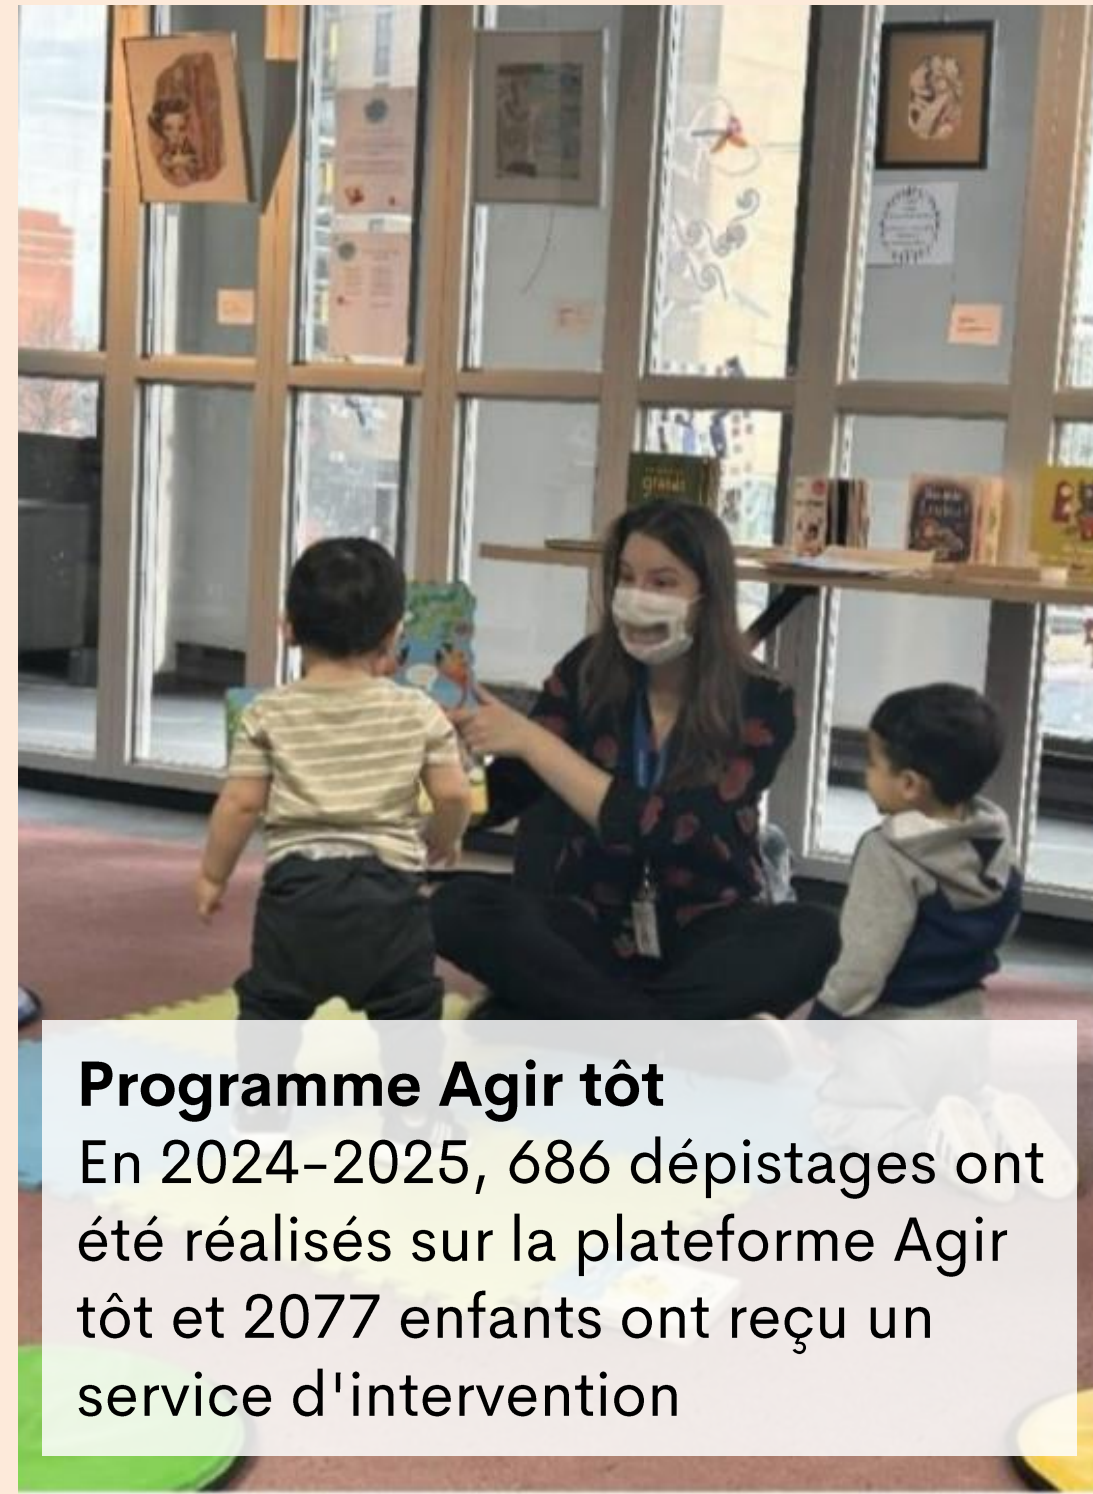 grands
Programme Agir tôt
En 2024-2025, 686 dépistages ont
été réalisés sur la plateforme Agir
tôt et 2077 enfants ont reçu un
service d'intervention